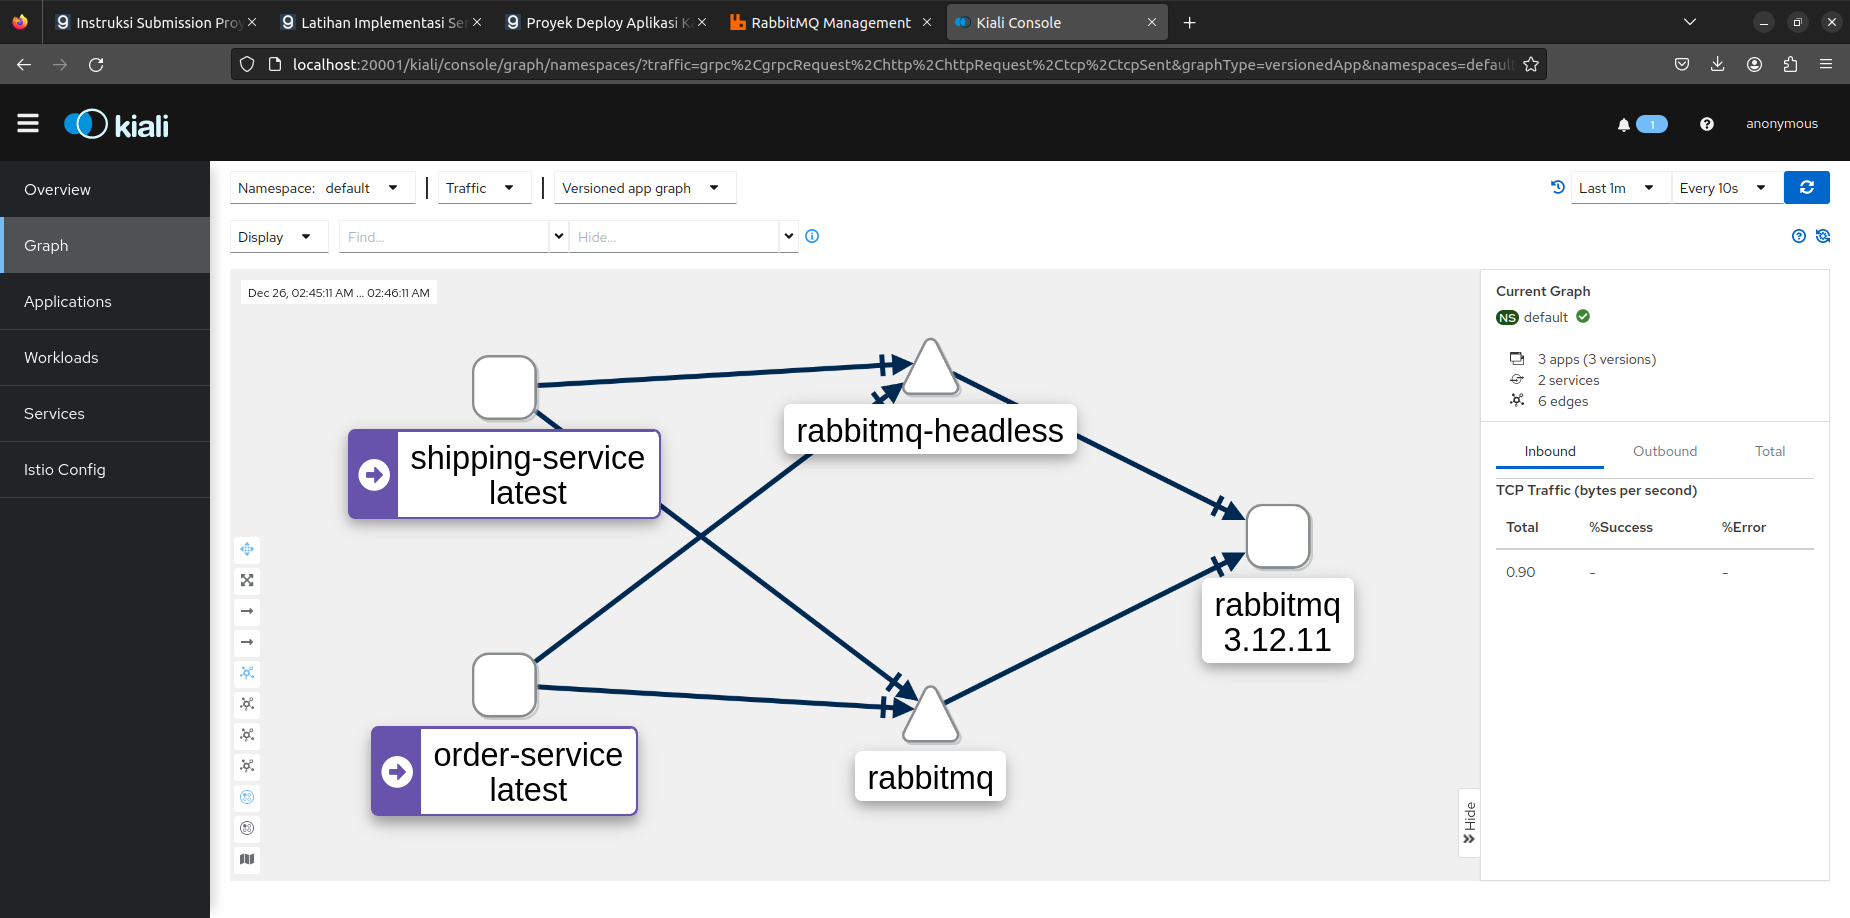 Instruksi Submission Pro
Latihan Implementasi Ser
Proyek Deploy Aplikasi K
RabbitMQ Management
Kiali Console
localhost:20001/kiali/console/graph/namespaces/?traffic=grpc%2CgrpcRequest%2Chttp%2ChttpRequest%2Ctcp%2CtcpSent&graphType=versionedApp&namespaces=defaul
kiali
1
anonymous
Overview
Graph
Applications
Workloads
Services
Istio Config
Namespace: default
Traffic
Versioned app graph
Last 1m
Every 10s
Display
Find...
Hide...
Dec 26, 02:45:11 AM ... 02:46:11 AM
shipping-service
latest
rabbitmq-headless
rabbitmq
3.12.11
order-service
latest
rabbitmq
Hide
Current Graph
NS default
3 apps (3 versions)
2 services
6 edges
Inbound Outbound Total
TCP Traffic (bytes per second)
Total %Success %Error
0.90 - -